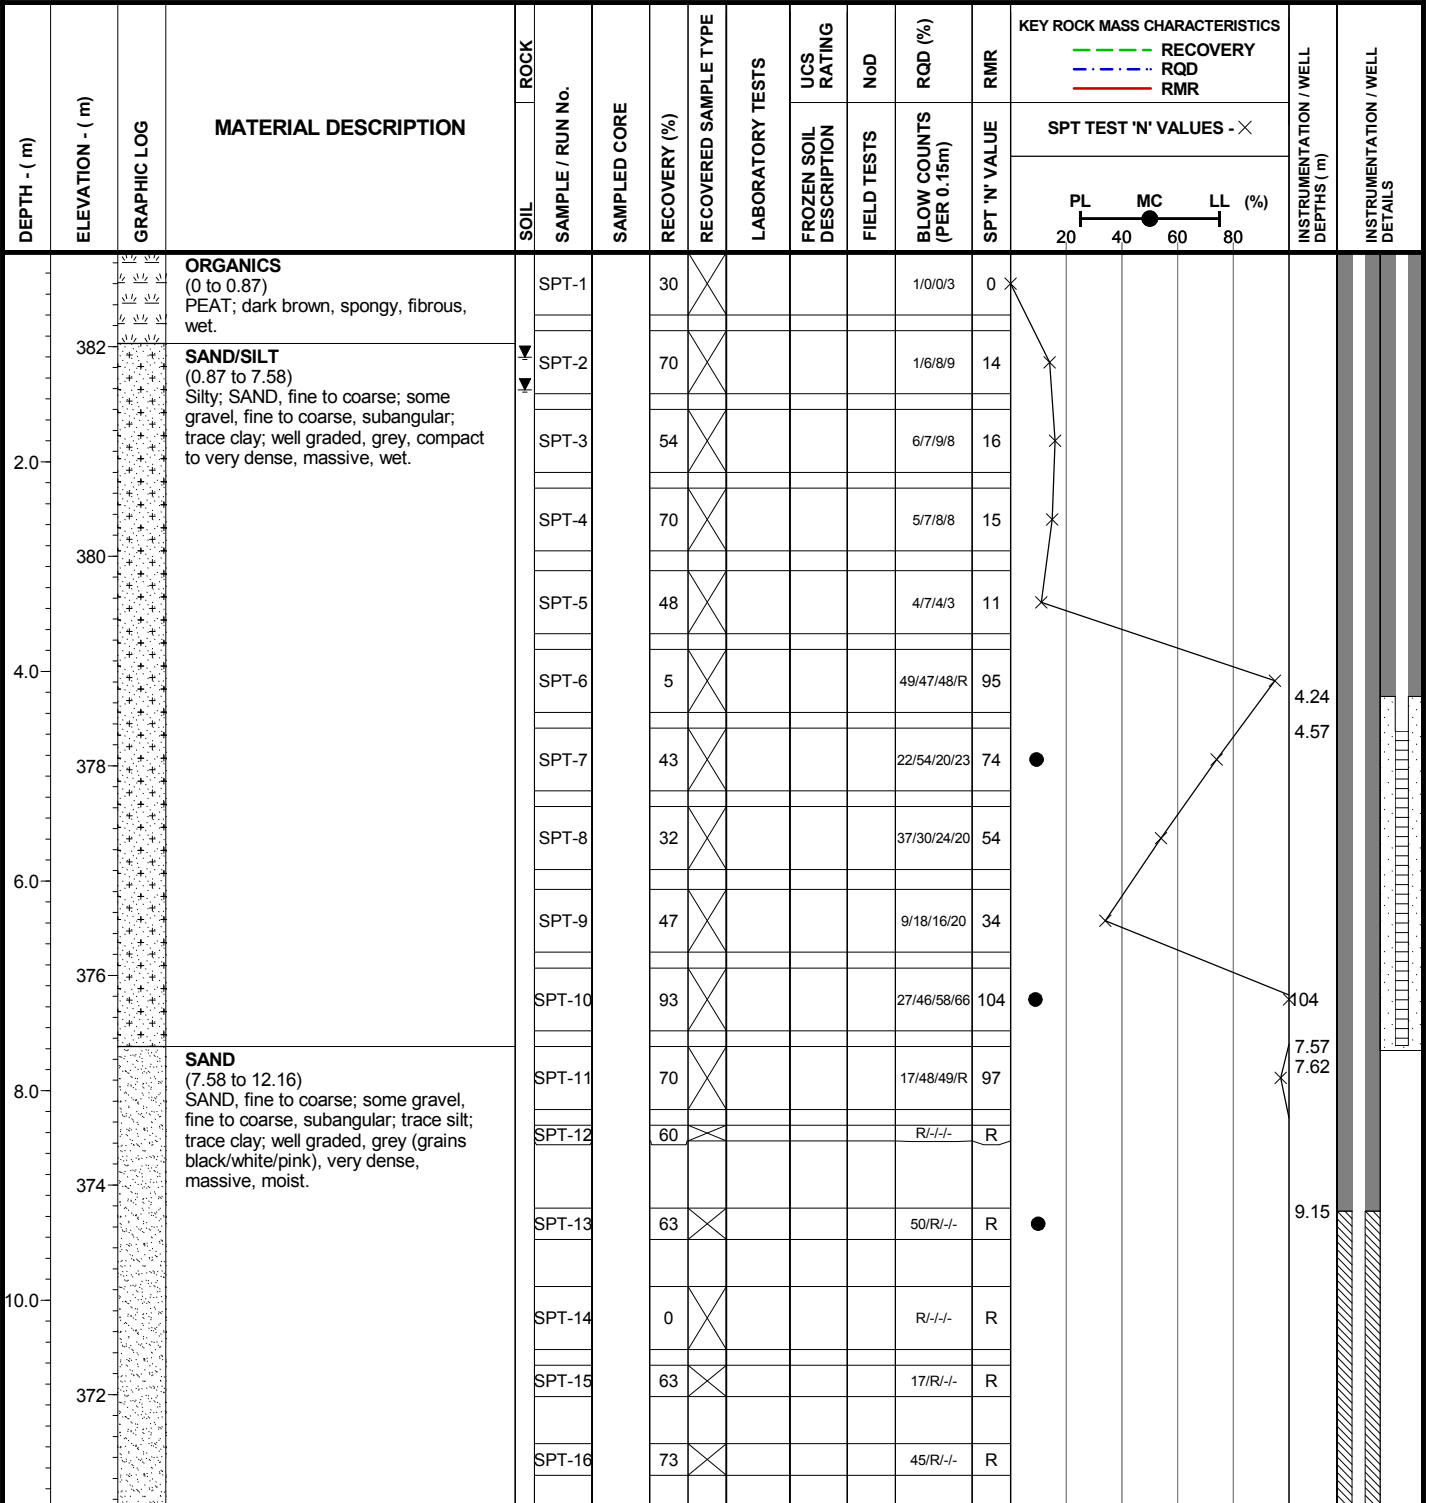 DEPTH - ( m)
ELEVATION - ( m)
GRAPHIC LOG
MATERIAL DESCRIPTION
SOIL
ROCK
SAMPLE / RUN No.
SAMPLED CORE
RECOVERY (%)
RECOVERED SAMPLE TYPE
LABORATORY TESTS
UCS RATING
FROZEN SOIL DESCRIPTION
NoD
FIELD TESTS
RQD (%)
BLOW COUNTS (PER 0.15m)
RMR
SPT 'N' VALUE
KEY ROCK MASS CHARACTERISTICS
RECOVERY
RQD
RMR
SPT TEST 'N' VALUES - X
PL MC LL (%)
20 40 60 80
INSTRUMENTATION / WELL DEPTHS ( m)
INSTRUMENTATION / WELL DETAILS
ORGANICS
(0 to 0.87)
PEAT; dark brown, spongy, fibrous,
wet.
SPT-1 30 1/0/0/3 0
382
SAND/SILT
(0.87 to 7.58)
Silty; SAND, fine to coarse; some
gravel, fine to coarse, subangular;
trace clay; well graded, grey, compact
to very dense, massive, wet.
SPT-2 70 1/6/8/9 14
SPT-3 54 6/7/9/8 16
2.0
SPT-4 70 5/7/8/8 15
380
SPT-5 48 4/7/4/3 11
4.0
SPT-6 5 49/47/48/R 95
4.24
4.57
378
SPT-7 43 22/54/20/23 74
SPT-8 32 37/30/24/20 54
6.0
SPT-9 47 9/18/16/20 34
376
SPT-10 93 27/46/58/66 104 104
7.57
7.62
SAND
(7.58 to 12.16)
SAND, fine to coarse; some gravel,
fine to coarse, subangular; trace silt;
trace clay; well graded, grey (grains
black/white/pink), very dense,
massive, moist.
SPT-11 70 17/48/49/R 97
8.0
SPT-12 60 R/-/-/- R
374
9.15
SPT-13 63 50/R/-/- R
10.0
SPT-14 0 R/-/-/- R
SPT-15 63 17/R/-/- R
372
SPT-16 73 45/R/-/- R